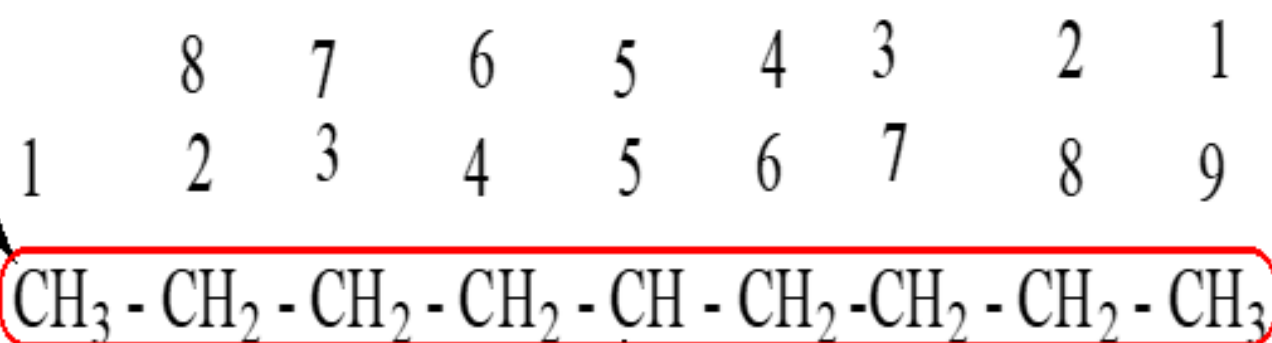 8 7 6 5 4 3 2 1
1 2 3 4 5 6 7 8 9
CH₃ - CH₂ - CH₂ - CH₂ - CH - CH₂ -CH₂ - CH₂ - CH₃